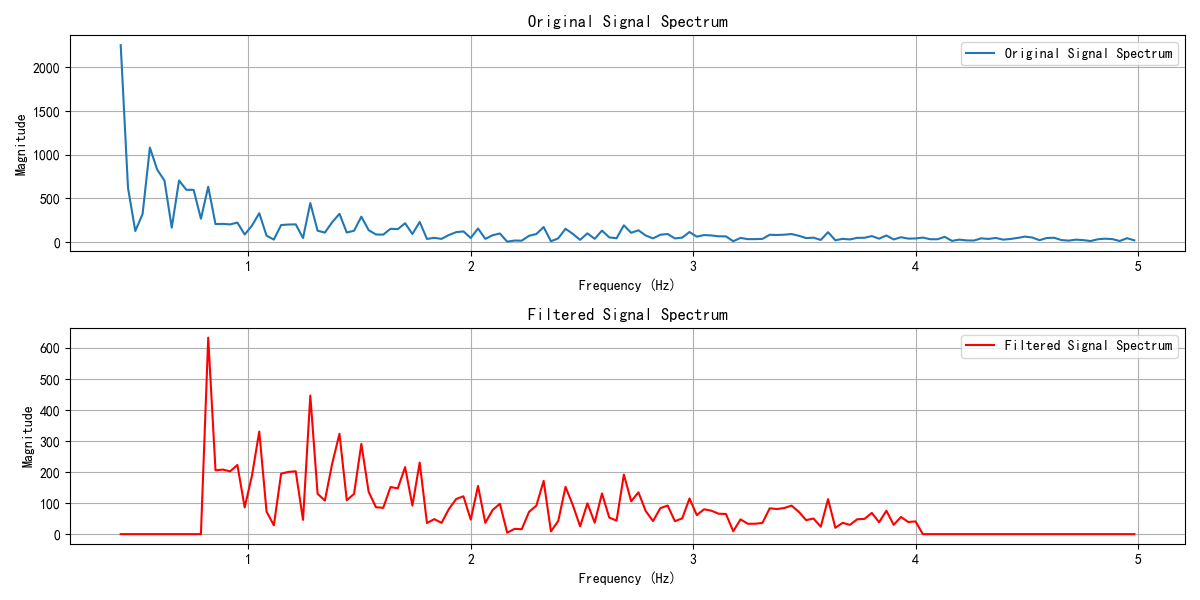 Original Signal Spectrum
Original Signal Spectrum
2000
1500
1000
500
0
Magnitude
1 2 3 4 5
Frequency (Hz)
Filtered Signal Spectrum
Filtered Signal Spectrum
600
500
400
300
200
100
0
Magnitude
1 2 3 4 5
Frequency (Hz)